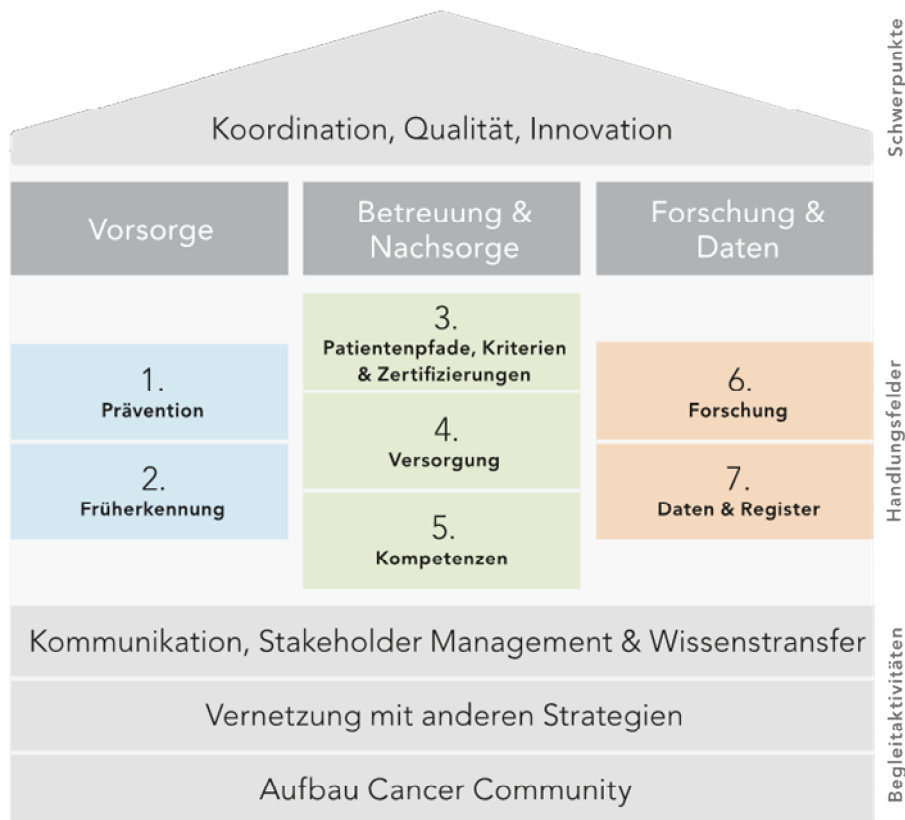 Schwerpunkte
Koordination, Qualität, Innovation
Vorsorge
Betreuung &
Nachsorge
Forschung &
Daten
Handlungsfelder
1.
Prävention
2.
Früherkennung
3.
Patientenpfade, Kriterien
& Zertifizierungen
4.
Versorgung
5.
Kompetenzen
6.
Forschung
7.
Daten & Register
Kommunikation, Stakeholder Management & Wissenstransfer
Vernetzung mit anderen Strategien
Aufbau Cancer Community
Begleitaktivitäten